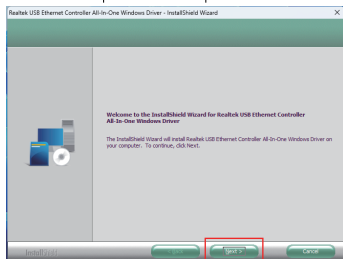 Realtek USB Ethernet Controller All-In-One Windows Driver - InstallShield Wizard
Welcome to the InstallShield Wizard for Realtek USB Ethernet Controller
All-In-One Windows Driver
The InstallShield Wizard will install Realtek USB Ethernet Controller All-In-One Windows Driver on
your computer. To continue, click Next.
InstallShield
Next >
Cancel